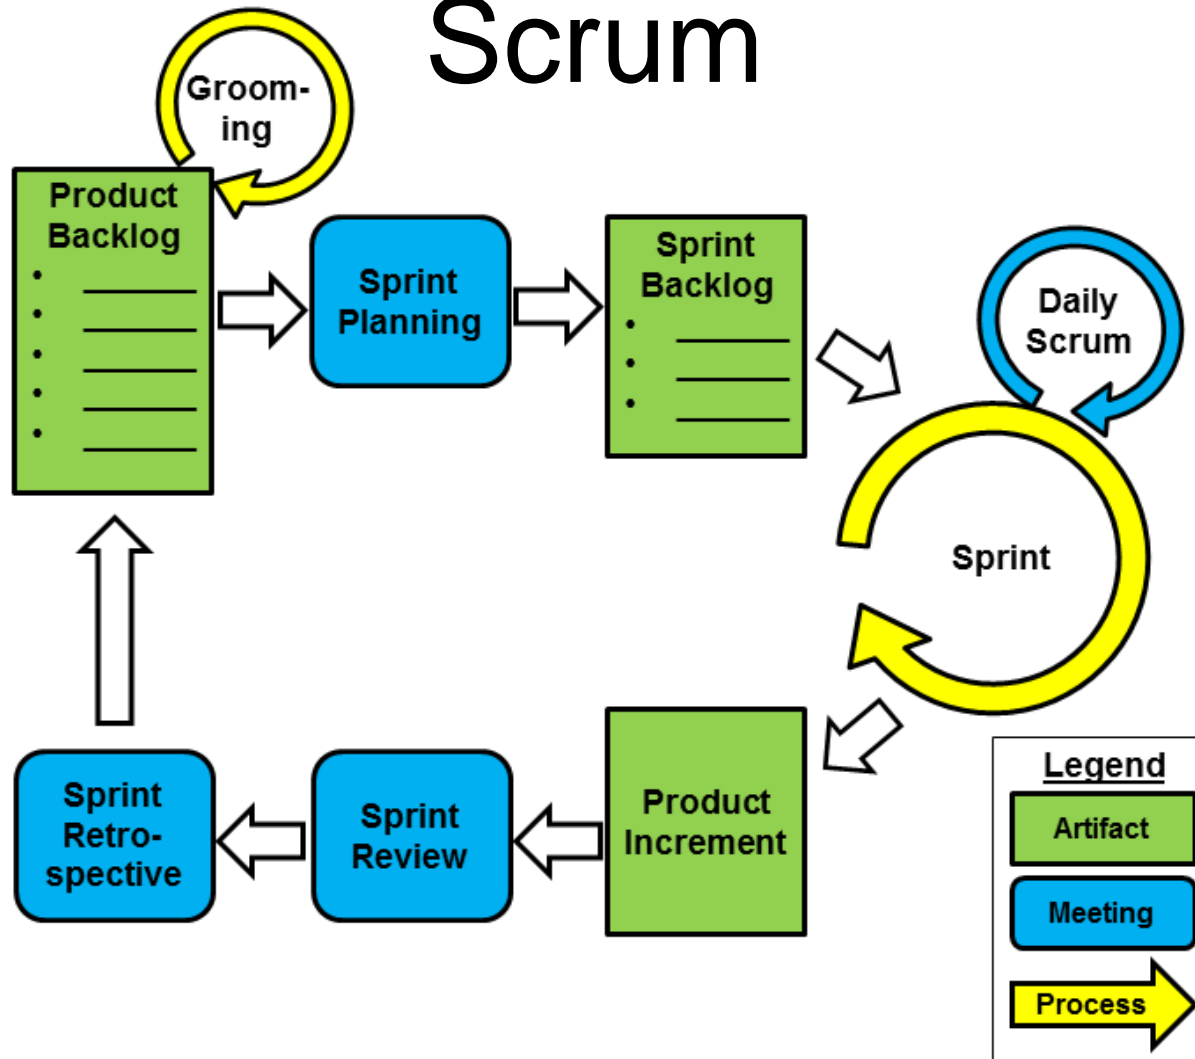 Scrum
Groom-
ing
Product
Backlog
Sprint
Planning
Sprint
Backlog
Daily
Scrum
Sprint
Sprint
Retro-
spective
Sprint
Review
Product
Increment
Legend
Artifact
Meeting
Process